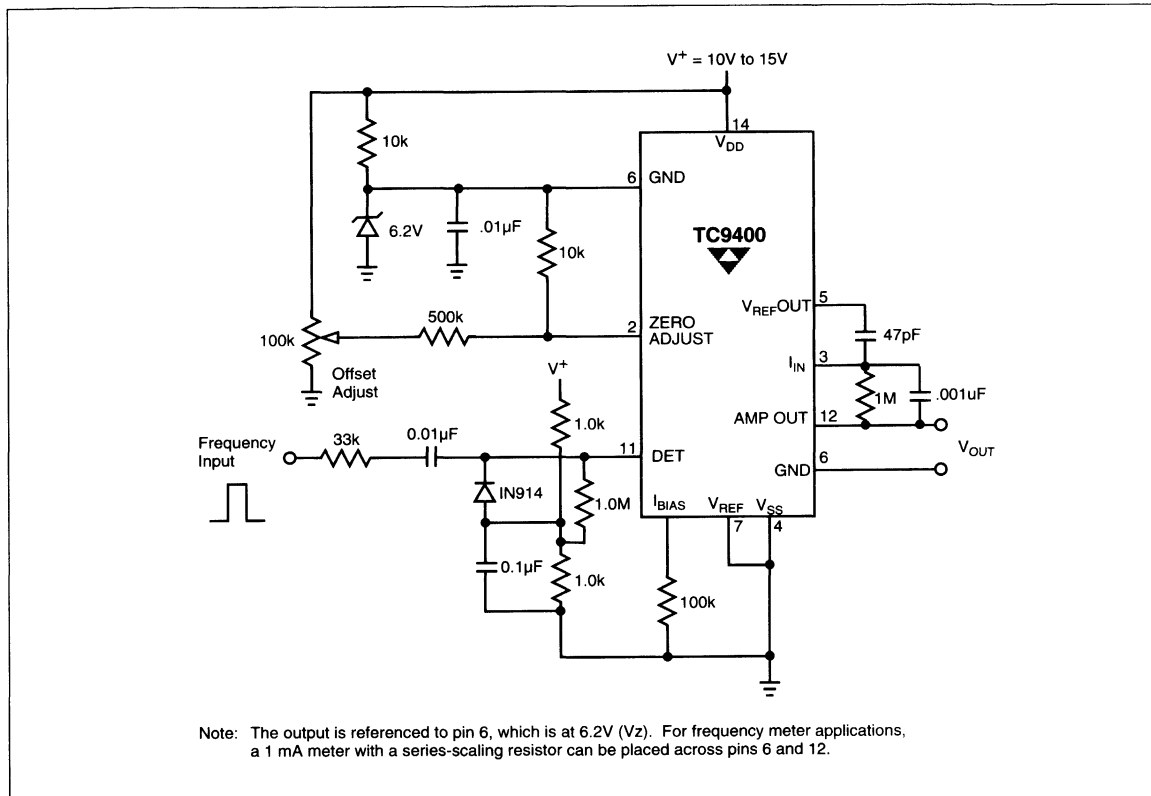 V+ = 10V to 15V
14
VDD
10k
6
GND
6.2V
.01µF
10k
TC9400
VREFOUT
5
47pF
500k
2
ZERO
ADJUST
100k
Offset
Adjust
IIN
3
1M
.001uF
V+
AMP OUT
12
1.0k
VOUT
Frequency
Input
33k
0.01µF
11
DET
GND
6
IN914
1.0M
IBIAS
VREF
7
VSS
4
0.1µF
1.0k
100k
Note: The output is referenced to pin 6, which is at 6.2V (Vz). For frequency meter applications,
a 1 mA meter with a series-scaling resistor can be placed across pins 6 and 12.